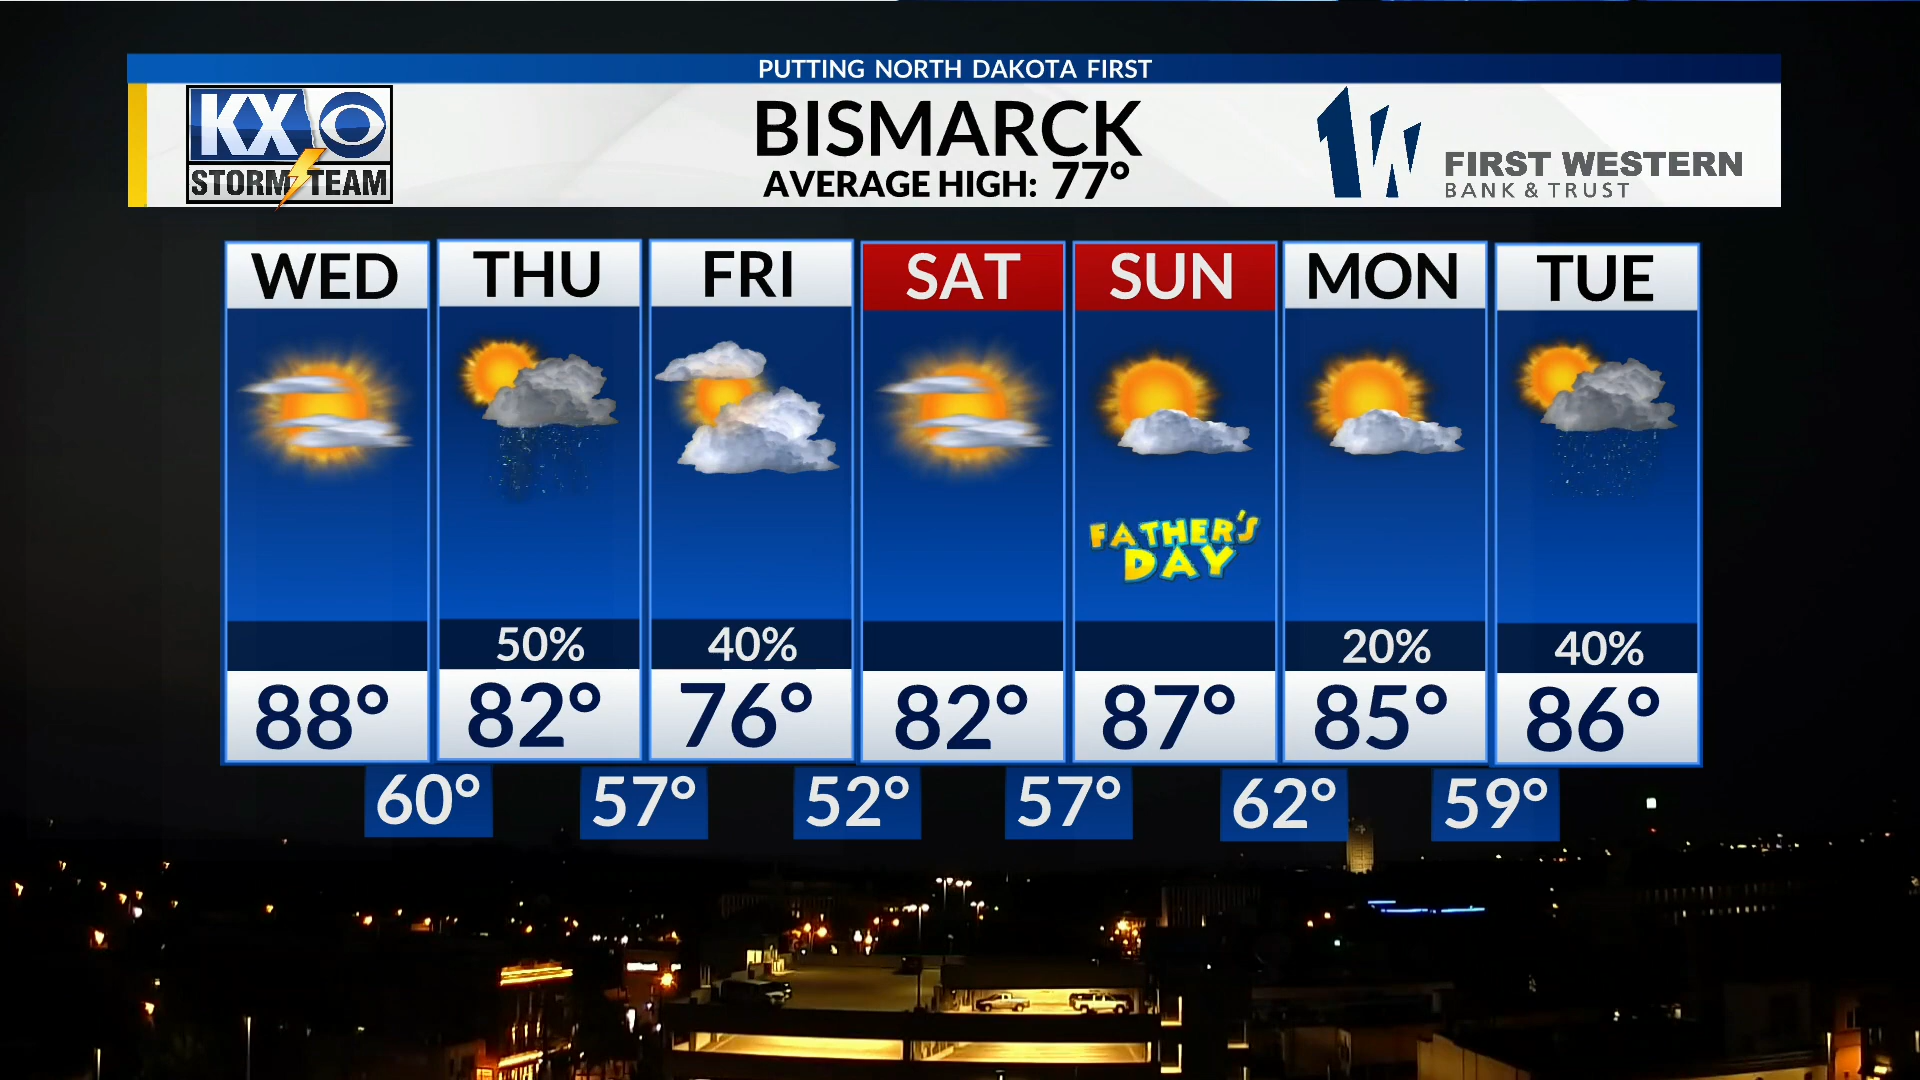 PUTTING NORTH DAKOTA FIRST
KX
STORM TEAM
BISMARCK
AVERAGE HIGH: 77°
1W
FIRST WESTERN
BANK & TRUST
WED THU FRI SAT SUN MON TUE
FATHER'S
DAY
50% 40% 20% 40%
88° 82° 76° 82° 87° 85° 86°
60° 57° 52° 57° 62° 59°